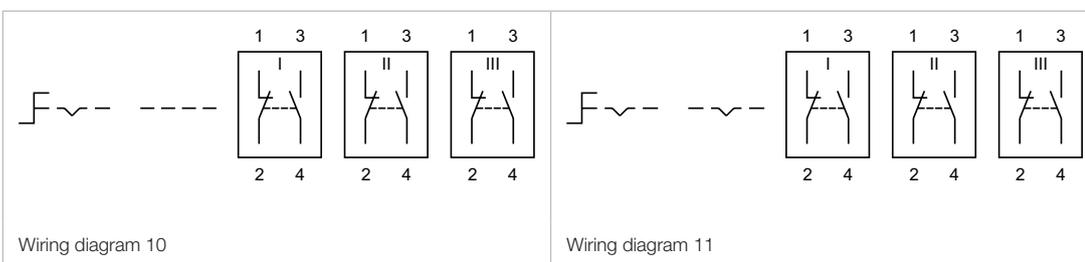 1 3 1 3 1 3 1 3 1 3 1 3
I II III I II III
2 4 2 4 2 4 2 4 2 4 2 4
Wiring diagram 10 Wiring diagram 11